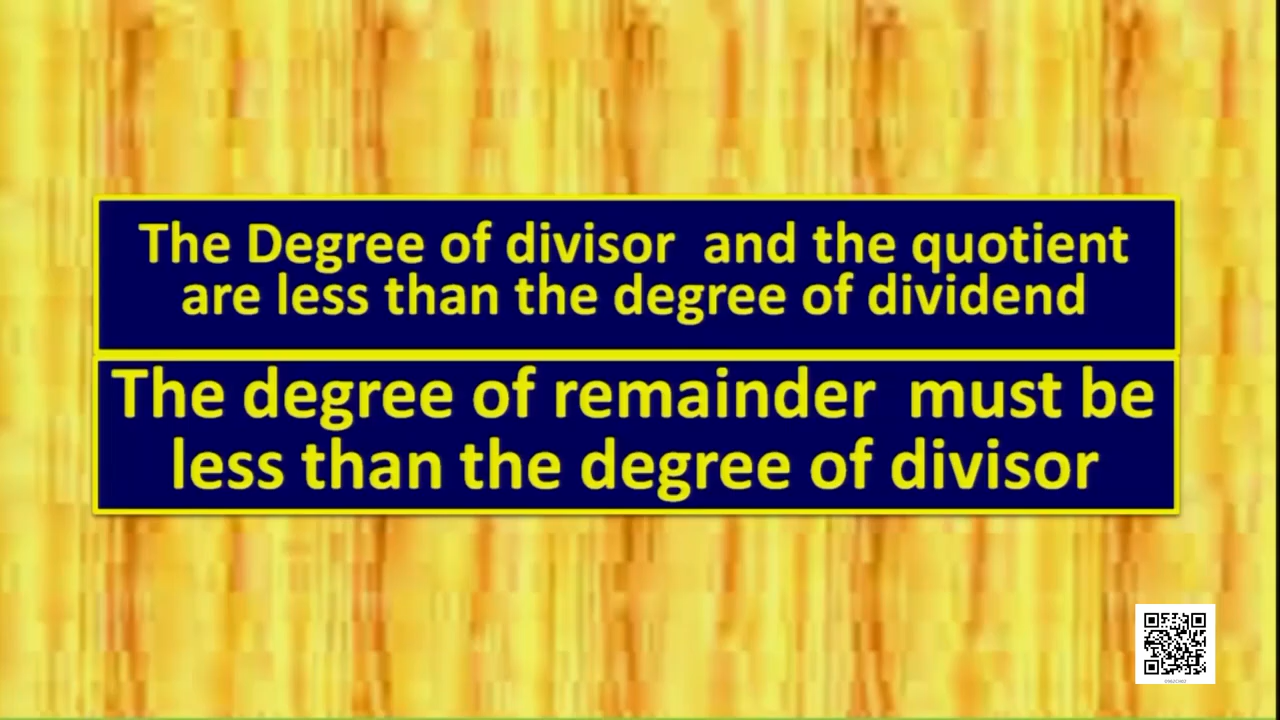 The Degree of divisor  and the quotient
are less than the degree of dividend
The degree of remainder  must be
less than the degree of divisor